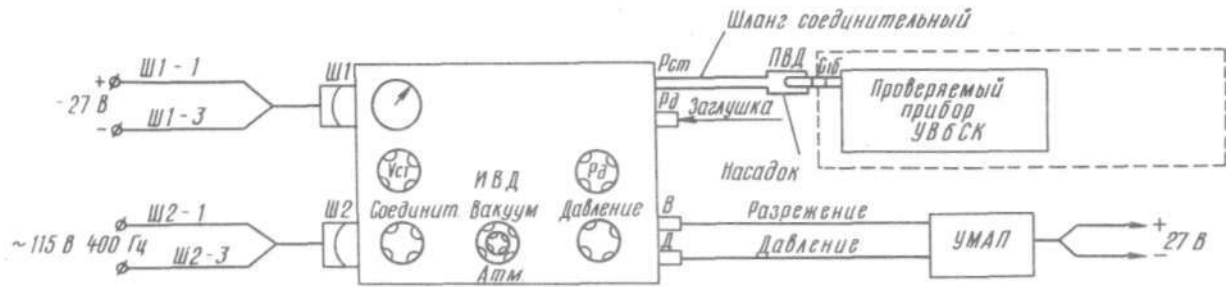 Шланг соединительный
Ш1-1
Ш1
Рст
ПВД
Giб
+
- 27 В
-
Ш1-3
Рд
Заглушка
Проверяемый
прибор
УВбСК
Vст
ИВД
Рд
Насадок
Ш2-1
Ш2
Соединит. Вакуум Давление
В
Разрежение
+
~115 В 400 Гц
Ш2-3
Д
Давление
УМАП
27 В
-
Атм.